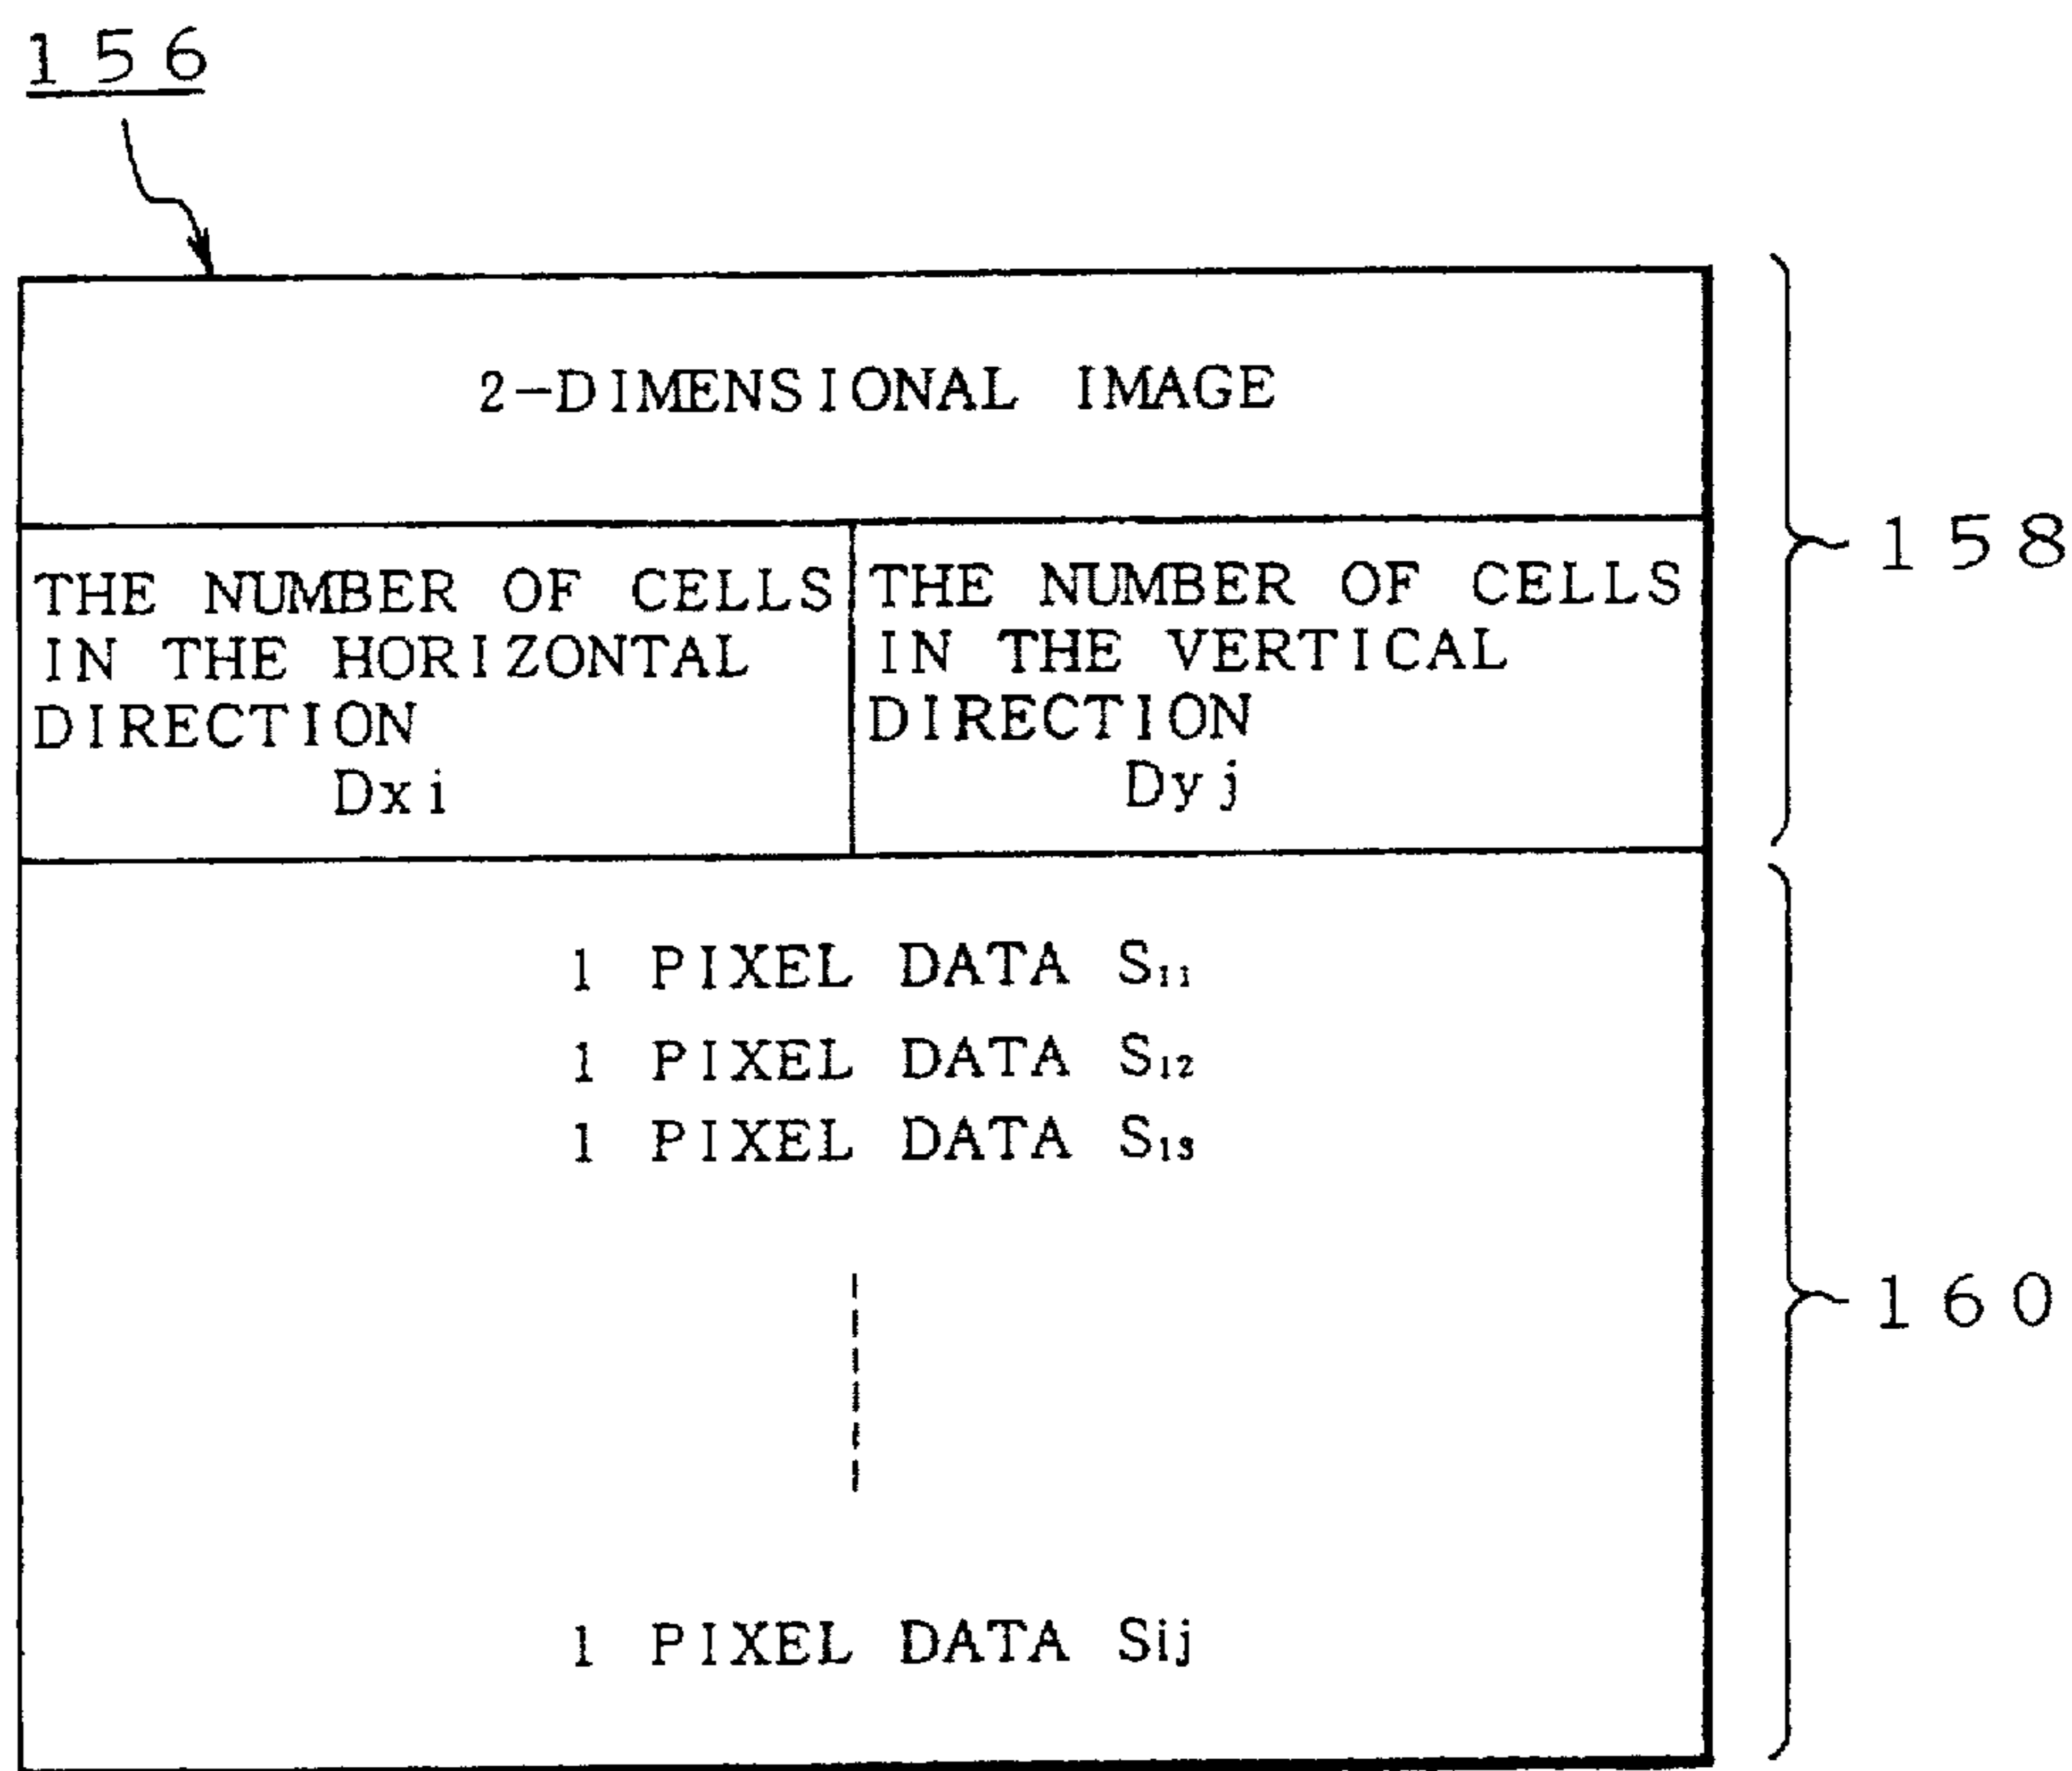 156
2-DIMENSIONAL IMAGE
THE NUMBER OF CELLS
IN THE HORIZONTAL
DIRECTION
Dxi
THE NUMBER OF CELLS
IN THE VERTICAL
DIRECTION
Dyj
158
1 PIXEL DATA S₁₁
1 PIXEL DATA S₁₂
1 PIXEL DATA S₁₃
160
1 PIXEL DATA Sij